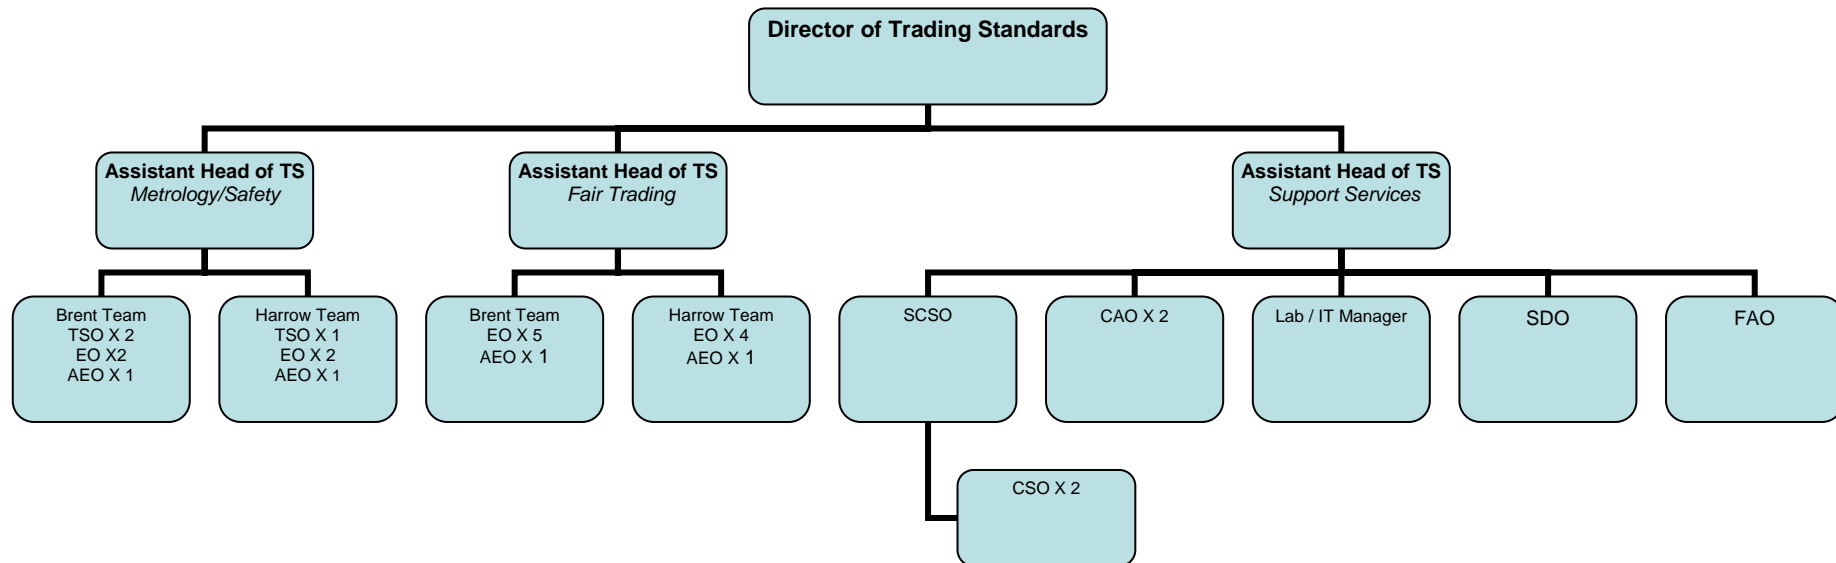 Director of Trading Standards
Assistant Head of TS
Metrology/Safety
Assistant Head of TS
Fair Trading
Assistant Head of TS
Support Services
Brent Team
TSO X 2
EO X2
AEO X 1
Harrow Team
TSO X 1
EO X 2
AEO X 1
Brent Team
EO X 5
AEO X 1
Harrow Team
EO X 4
AEO X 1
SCSO
CAO X 2
Lab / IT Manager
SDO
FAO
CSO X 2